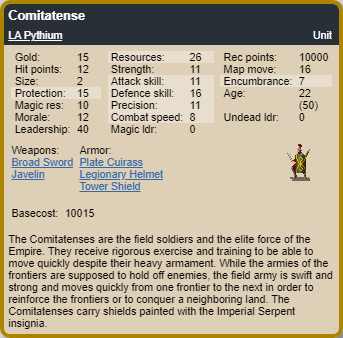 Comitatense
LA Pythium Unit
Gold: 15 Resources: 26 Rec points: 10000
Hit points: 12 Strength: 11 Map move: 16
Size: 2 Attack skill: 11 Encumbrance: 7
Protection: 15 Defence skill: 16 Age: 22
Magic res: 10 Precision: 11 (50)
Morale: 12 Combat speed: 8 Undead ldr: 0
Leadership: 40 Magic ldr: 0
Weapons: Armor:
Broad Sword Plate Cuirass
Javelin Legionary Helmet
Tower Shield
Basecost: 10015
The Comitatenses are the field soldiers and the elite force of the
Empire. They receive rigorous exercise and training to be able to
move quickly despite their heavy armament. While the armies of the
frontiers are supposed to hold off enemies, the field army is swift and
strong and moves quickly from one frontier to the next in order to
reinforce the frontiers or to conquer a neighboring land. The
Comitatenses carry shields painted with the Imperial Serpent
insignia.